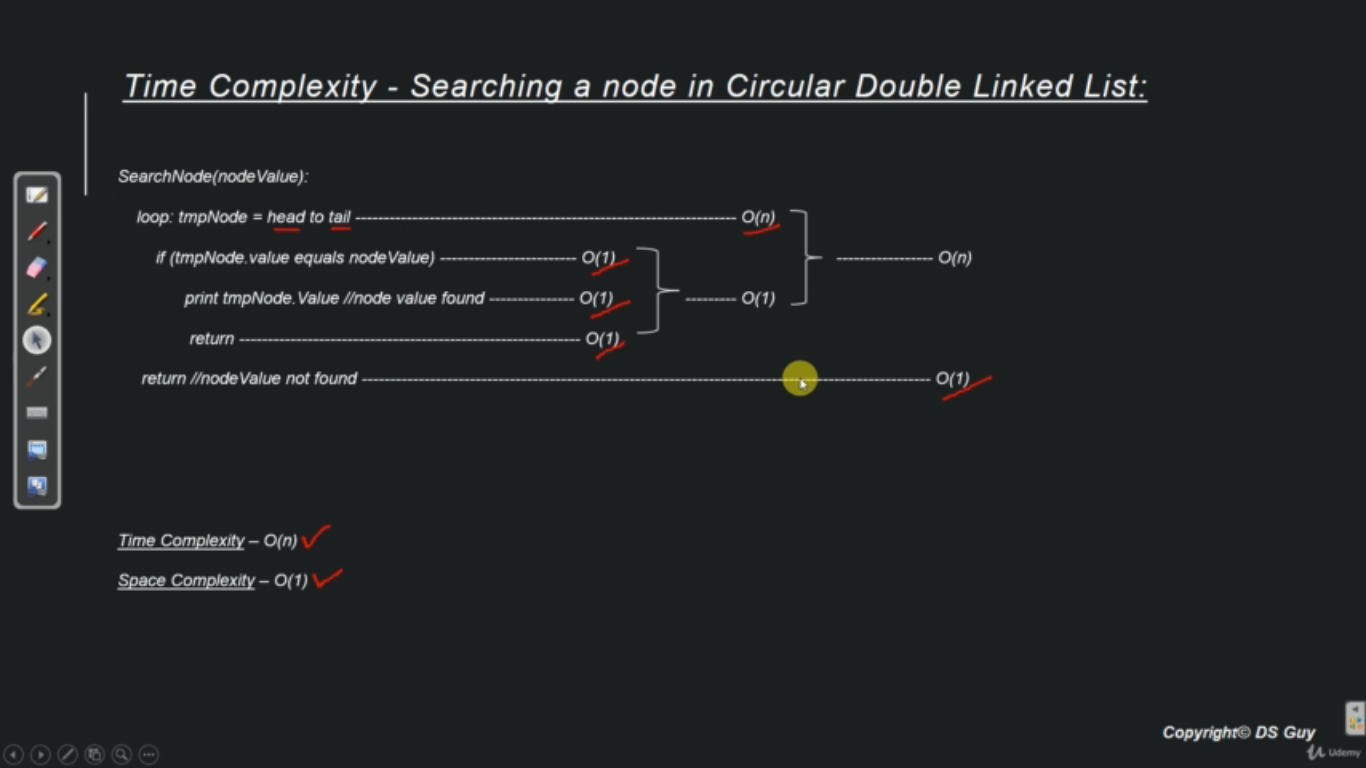 Time Complexity - Searching a node in Circular Double Linked List:
SearchNode(nodeValue):
loop: tmpNode = head to tail ------------------------------ O(n)
if (tmpNode.value equals nodeValue) ------------------------ O(1) ----------------- O(n)
print tmpNode.Value //node value found --------------- O(1) --------- O(1)
return ------------------------------------------------------------ O(1)
return //nodeValue not found ------------------------------------------------------------ O(1)
Time Complexity – O(n)
Space Complexity – O(1)
Copyright© DS Guy
Udemy